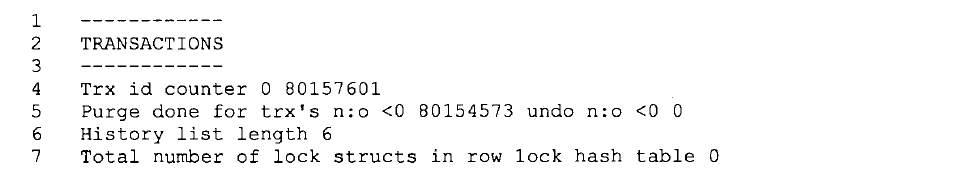 1 ------------
2 TRANSACTIONS
3 ------------
4 Trx id counter 0 80157601
5 Purge done for trx's n:o <0 80154573 undo n:o <0 0
6 History list length 6
7 Total number of lock structs in row lock hash table 0